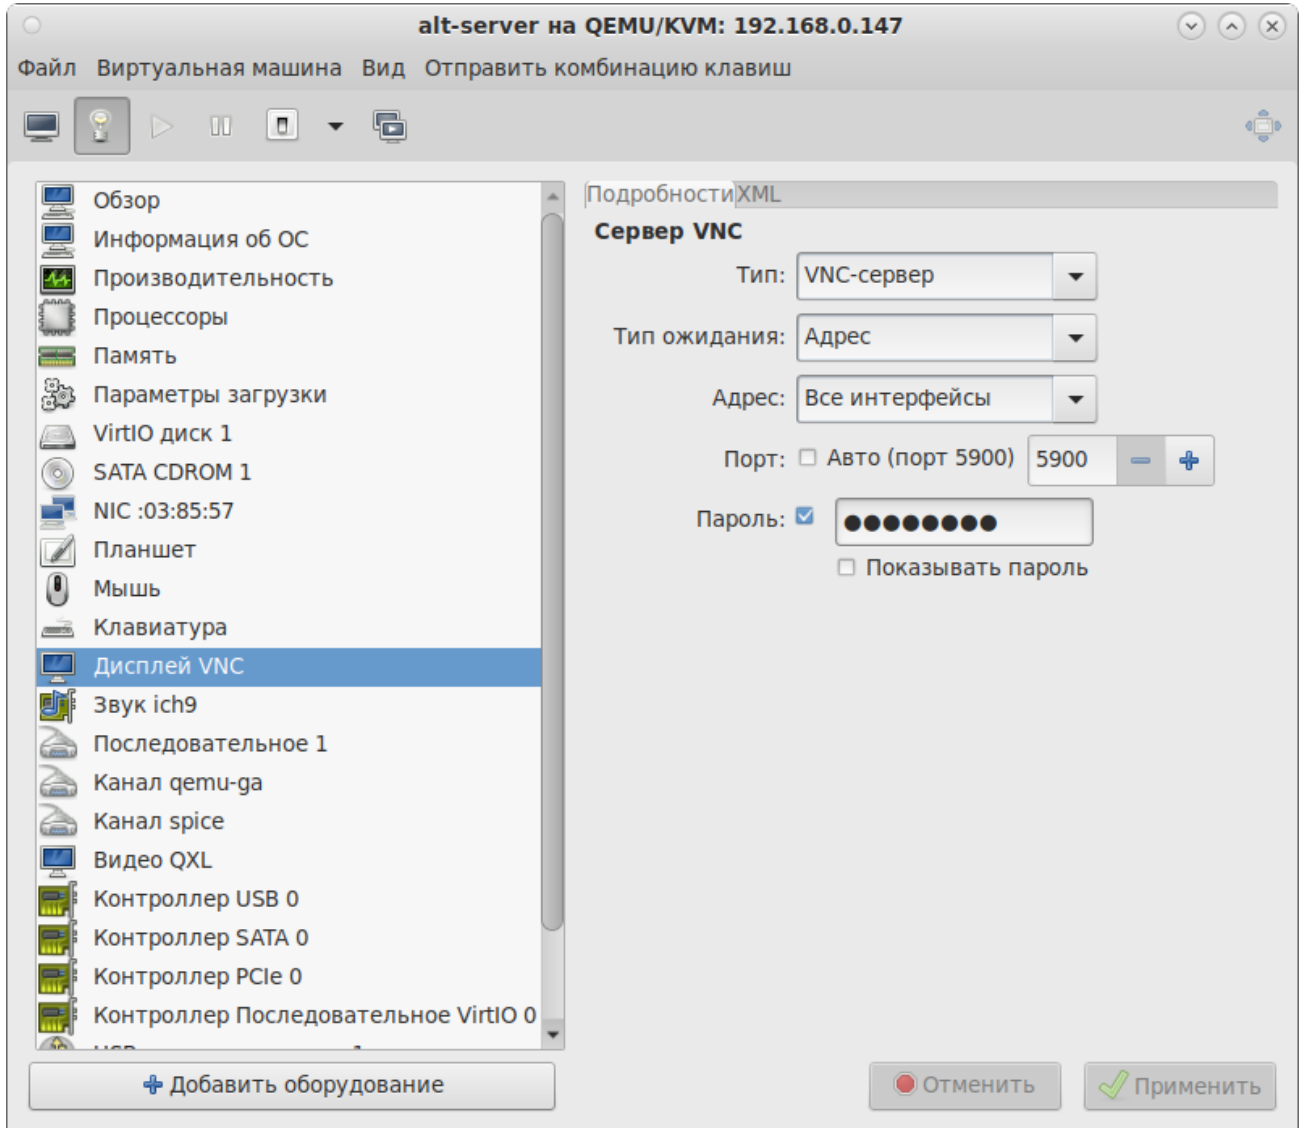 alt-server на QEMU/KVM: 192.168.0.147
Файл Виртуальная машина Вид Отправить комбинацию клавиш
Обзор
Информация об ОС
Производительность
Процессоры
Память
Параметры загрузки
VirtIO диск 1
SATA CDROM 1
NIC :03:85:57
Планшет
Мышь
Клавиатура
Дисплей VNC
Звук ich9
Последовательное 1
Канал qemu-ga
Канал spice
Видео QXL
Контроллер USB 0
Контроллер SATA 0
Контроллер PCIe 0
Контроллер Последовательное VirtIO 0
Добавить оборудование
Подробности XML
Сервер VNC
Тип: VNC-сервер
Тип ожидания: Адрес
Адрес: Все интерфейсы
Порт: Авто (порт 5900) 5900
Пароль: ●●●●●●●●
Показывать пароль
Отменить Применить